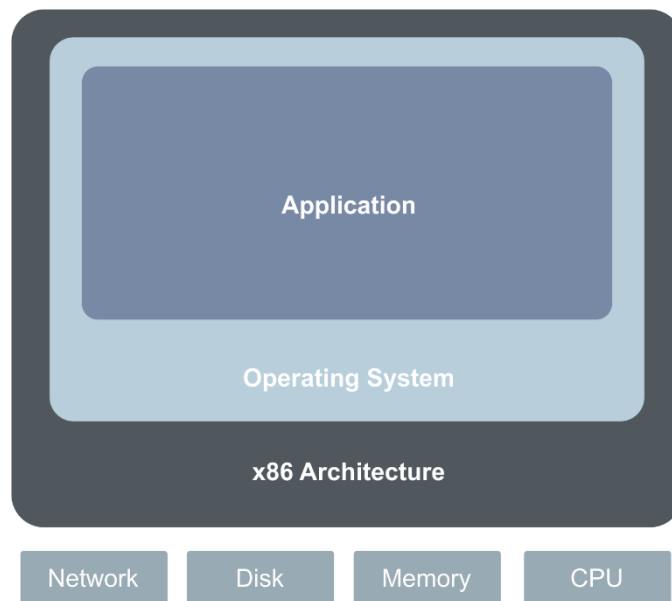 Application
Operating System
x86 Architecture
Network Disk Memory CPU